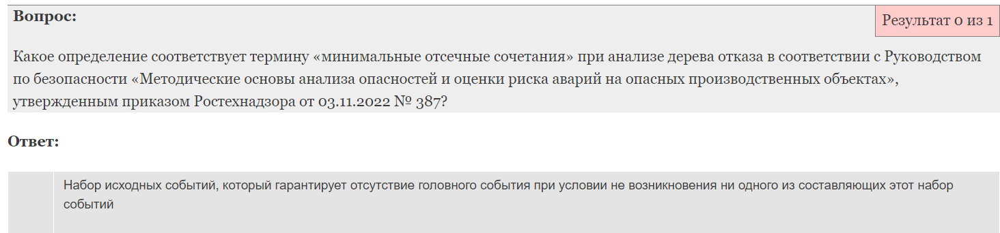 Вопрос:
Результат 0 из 1
Какое определение соответствует термину «минимальные отсечные сочетания» при анализе дерева отказа в соответствии с Руководством
по безопасности «Методические основы анализа опасностей и оценки риска аварий на опасных производственных объектах»,
утвержденным приказом Ростехнадзора от 03.11.2022 № 387?
Ответ:
Набор исходных событий, который гарантирует отсутствие головного события при условии не возникновения ни одного из составляющих этот набор
событий